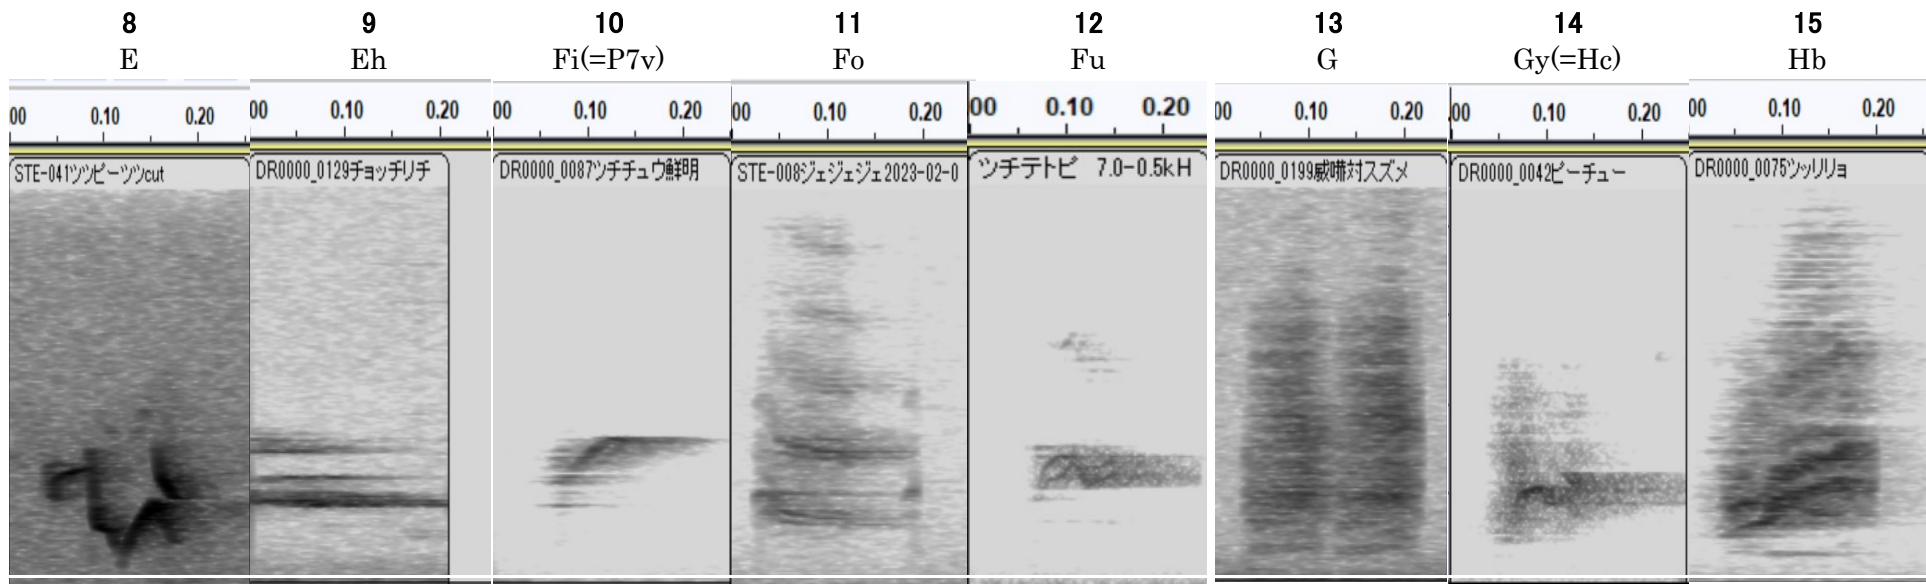 8 9 10 11 12 13 14 15
E Eh Fi(=P7v) Fo Fu G Gy(=Hc) Hb
00 0.10 0.20 00 0.10 0.20 00 0.10 0.20 00 0.10 0.20 00 0.10 0.20 00 0.10 0.20 .00 0.10 0.20 00 0.10 0.20
STE-041ツツピーツツcut DR0000_0129チョッチリチ DR0000_0087ツチチュウ鮮明 STE-008ジェジェジェ2023-02-0 ツチテトピ 7.0-0.5kH DR0000_0199威嚇対スズメ DR0000_0042ピーチュー DR0000_0075ツッリリョ